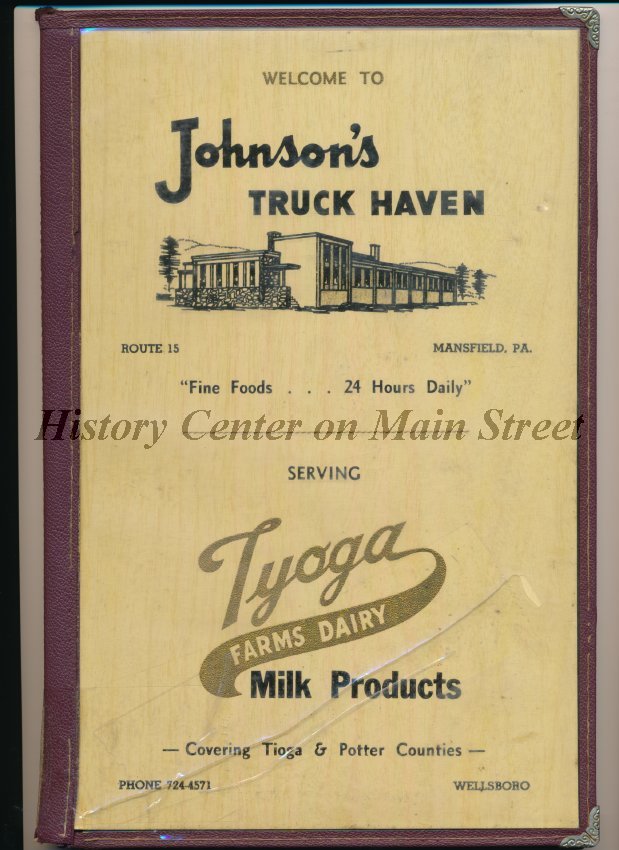 WELCOME TO
Johnson's
TRUCK HAVEN
ROUTE 15 MANSFIELD, PA.
"Fine Foods . . . 24 Hours Daily"
History Center on Main Street
SERVING
Tyoga
FARMS DAIRY
Milk Products
— Covering Tioga & Potter Counties —
PHONE 724-4571 WELLSBORO